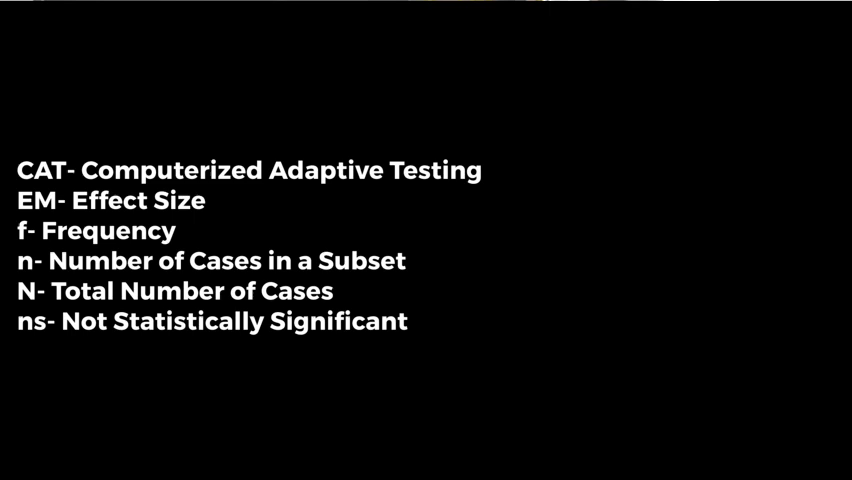 CAT- Computerized Adaptive Testing
EM- Effect Size
f- Frequency
n- Number of Cases in a Subset
N- Total Number of Cases
ns- Not Statistically Significant